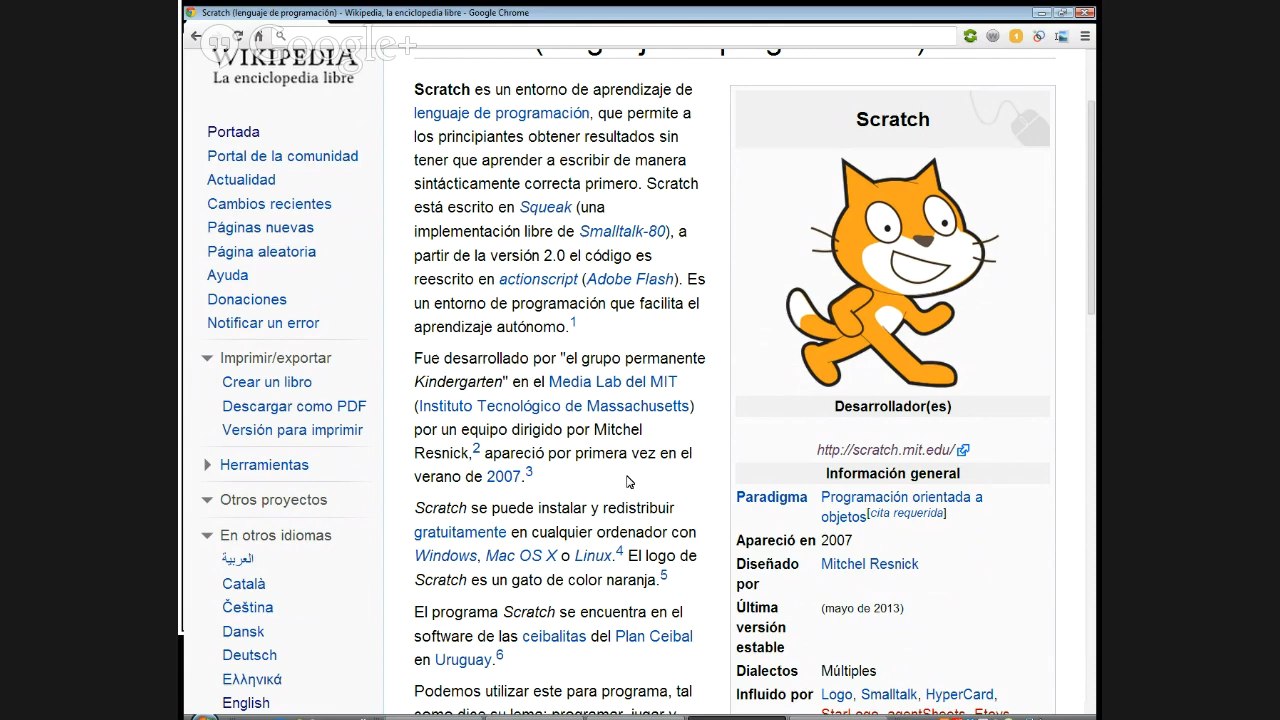 Scratch (lenguaje de programación) - Wikipedia, la enciclopedia libre - Google Chrome
Google+
WIKIPEDIA
La enciclopedia libre
Portada
Portal de la comunidad
Actualidad
Cambios recientes
Páginas nuevas
Página aleatoria
Ayuda
Donaciones
Notificar un error
Imprimir/exportar
Crear un libro
Descargar como PDF
Versión para imprimir
Herramientas
Otros proyectos
En otros idiomas
العربية
Català
Čeština
Dansk
Deutsch
Ελληνικά
English
Scratch es un entorno de aprendizaje de
lenguaje de programación, que permite a
los principiantes obtener resultados sin
tener que aprender a escribir de manera
sintácticamente correcta primero. Scratch
está escrito en Squeak (una
implementación libre de Smalltalk-80), a
partir de la versión 2.0 el código es
reescrito en actionscript (Adobe Flash). Es
un entorno de programación que facilita el
aprendizaje autónomo.1
Fue desarrollado por "el grupo permanente
Kindergarten" en el Media Lab del MIT
(Instituto Tecnológico de Massachusetts)
por un equipo dirigido por Mitchel
Resnick,2 apareció por primera vez en el
verano de 2007.3
Scratch se puede instalar y redistribuir
gratuitamente en cualquier ordenador con
Windows, Mac OS X o Linux.4 El logo de
Scratch es un gato de color naranja.5
El programa Scratch se encuentra en el
software de las ceibalitas del Plan Ceibal
en Uruguay.6
Podemos utilizar este para programa, tal
como dice su lema: programar, jugar y
Scratch
Desarrollador(es)
http://scratch.mit.edu/
Información general
Paradigma Programación orientada a
objetos[cita requerida]
Apareció en 2007
Diseñado Mitchel Resnick
por
Última (mayo de 2013)
versión
estable
Dialectos Múltiples
Influido por Logo, Smalltalk, HyperCard,
StarLogo, agentSheets, Etoys